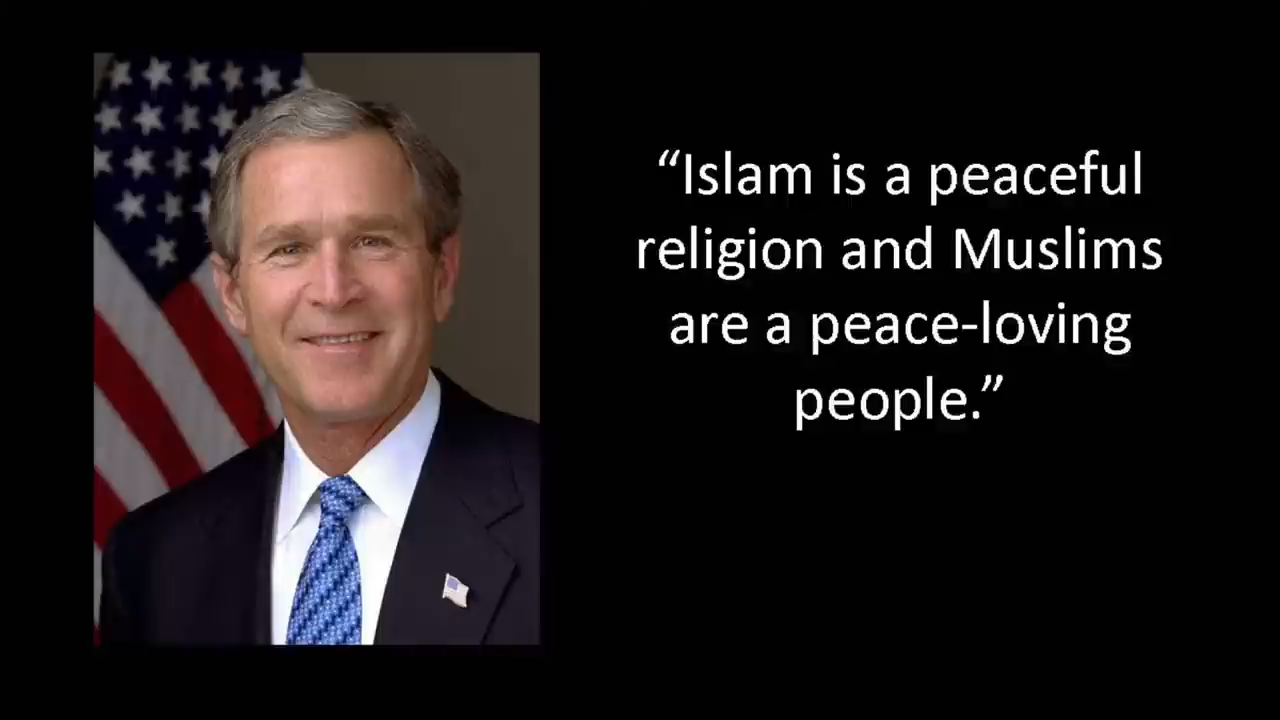 “Islam is a peaceful
religion and Muslims
are a peace-loving
people.”